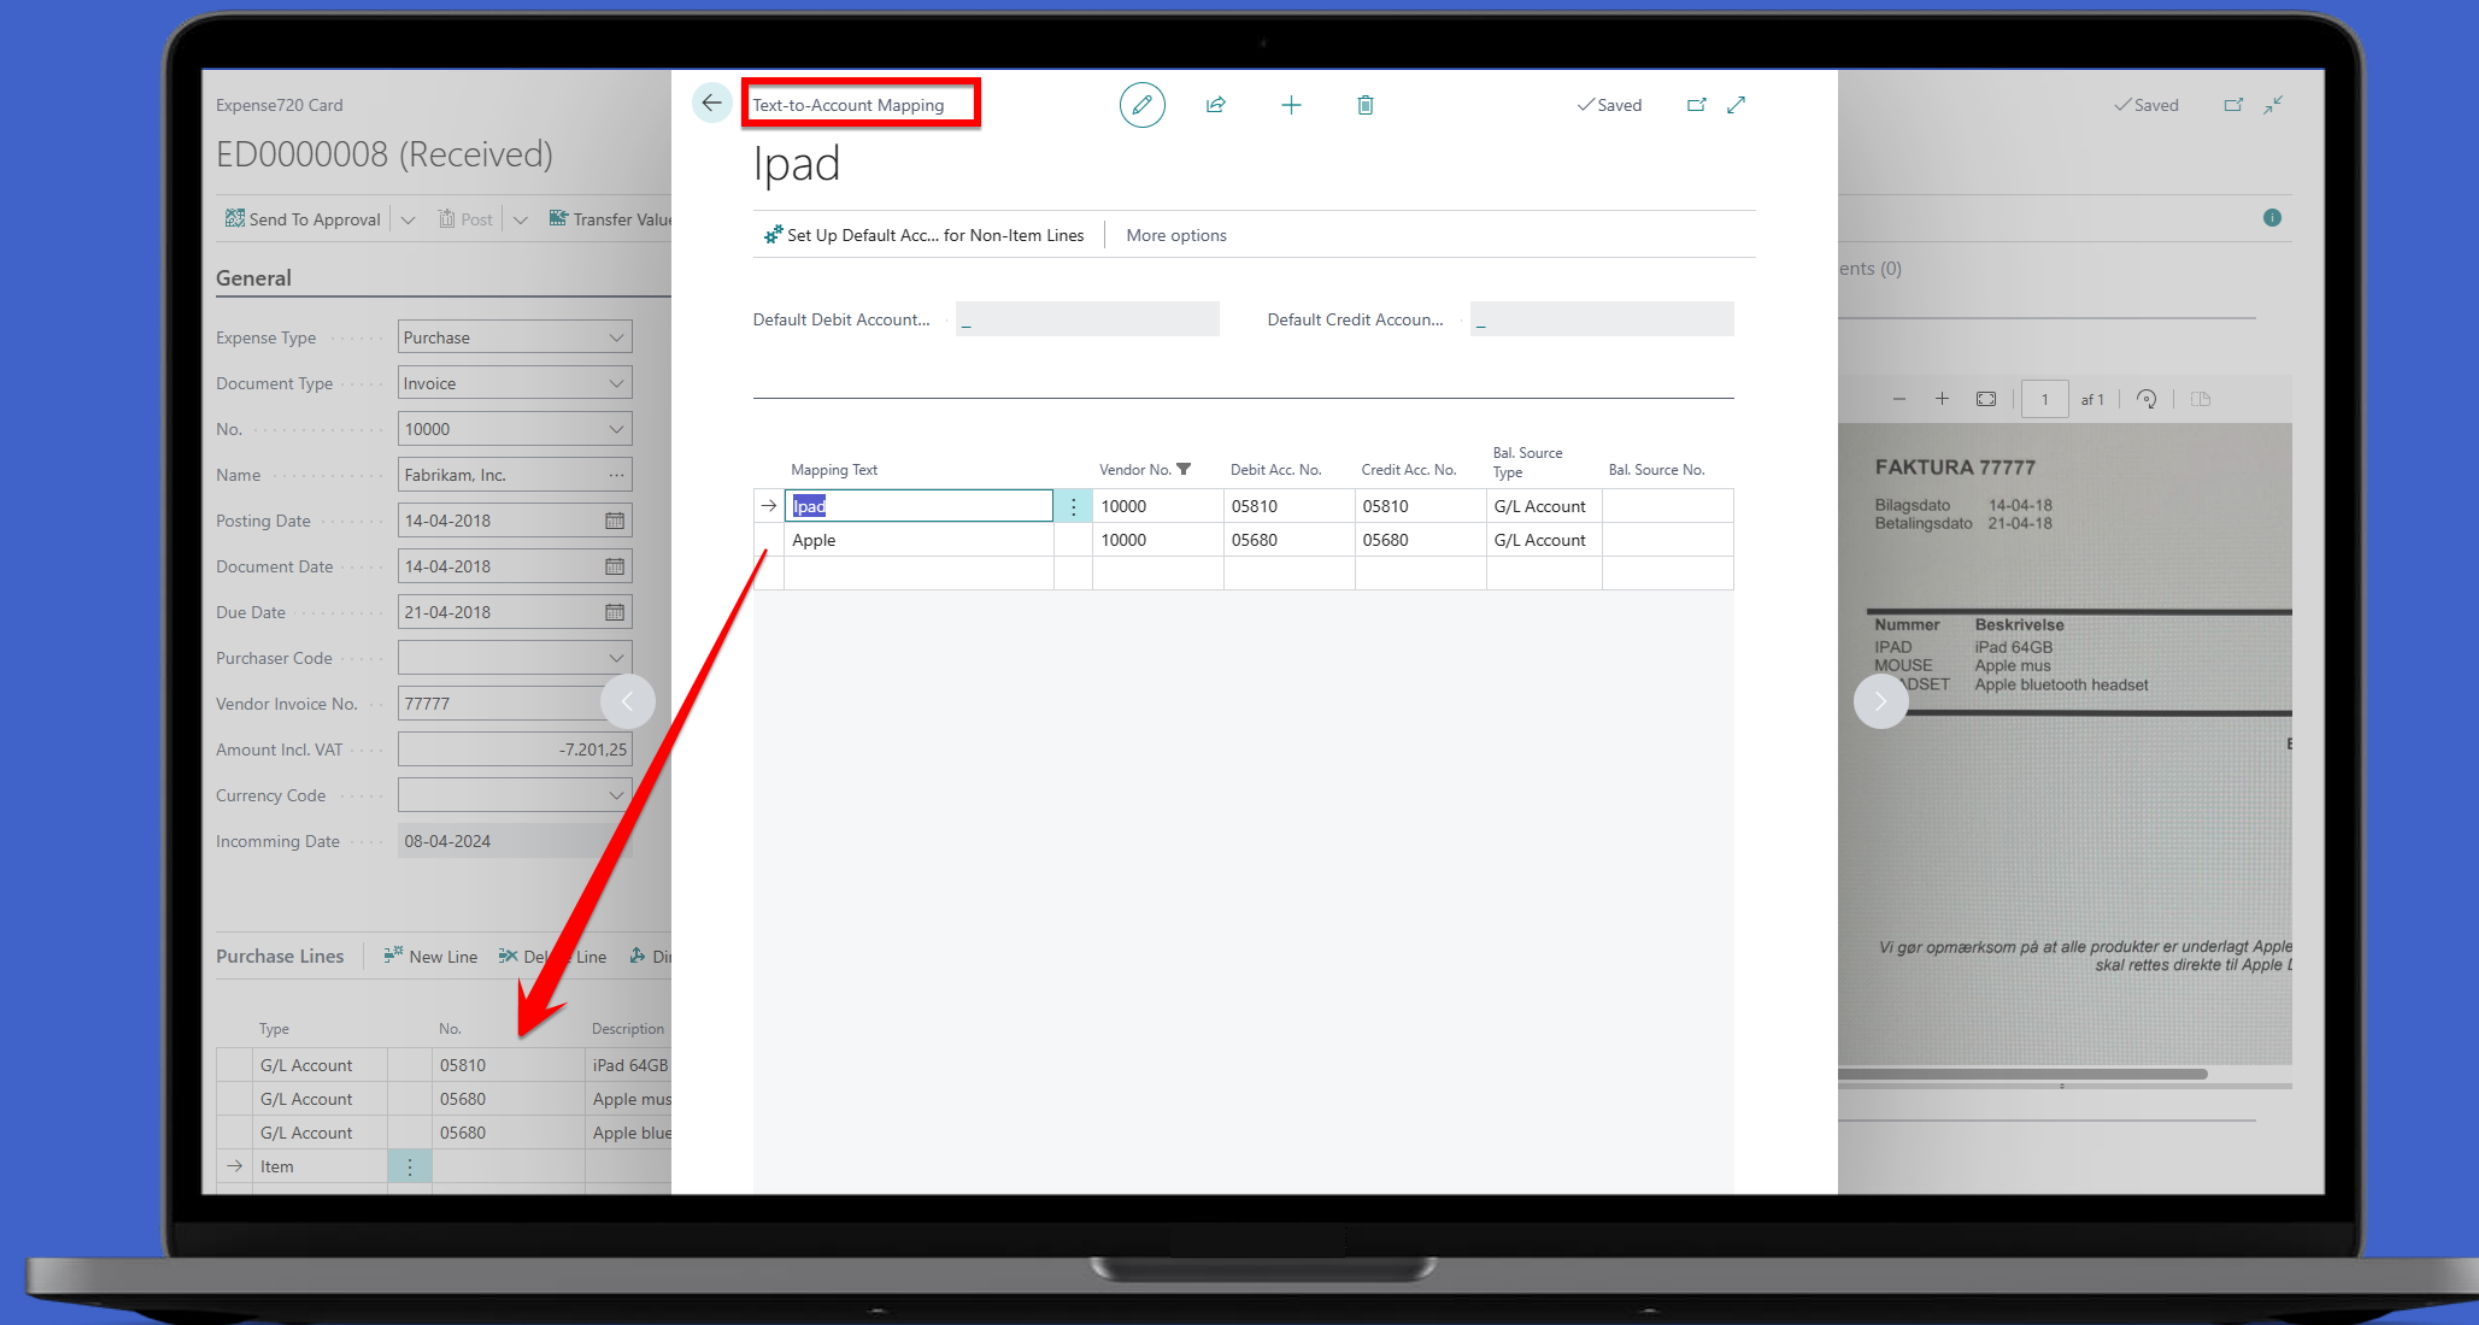 Expense720 Card
ED0000008 (Received)
Send To Approval
Post
Transfer Value
General
Expense Type
Purchase
Document Type
Invoice
No.
10000
Name
Fabrikam, Inc.
Posting Date
14-04-2018
Document Date
14-04-2018
Due Date
21-04-2018
Purchaser Code
Vendor Invoice No.
77777
Amount Incl. VAT
-7.201,25
Currency Code
Incomming Date
08-04-2024
Purchase Lines
New Line
Line
Type No. Description
G/L Account 05810 iPad 64GB
G/L Account 05680 Apple mus
G/L Account 05680 Apple blue
Item
Text-to-Account Mapping
Saved
Ipad
Set Up Default Acc... for Non-Item Lines
More options
Default Debit Account... _
Default Credit Accoun... _
Mapping Text Vendor No. Debit Acc. No. Credit Acc. No. Bal. Source Type Bal. Source No.
Ipad 10000 05810 05810 G/L Account
Apple 10000 05680 05680 G/L Account
Saved
ents (0)
1 af 1
FAKTURA 77777
Bilagsdato 14-04-18
Betalingsdato 21-04-18
Nummer Beskrivelse
IPAD iPad 64GB
MOUSE Apple mus
DSET Apple bluetooth headset
Vi gør opmærksom på at alle produkter er underlagt Apple
skal rettes direkte til Apple